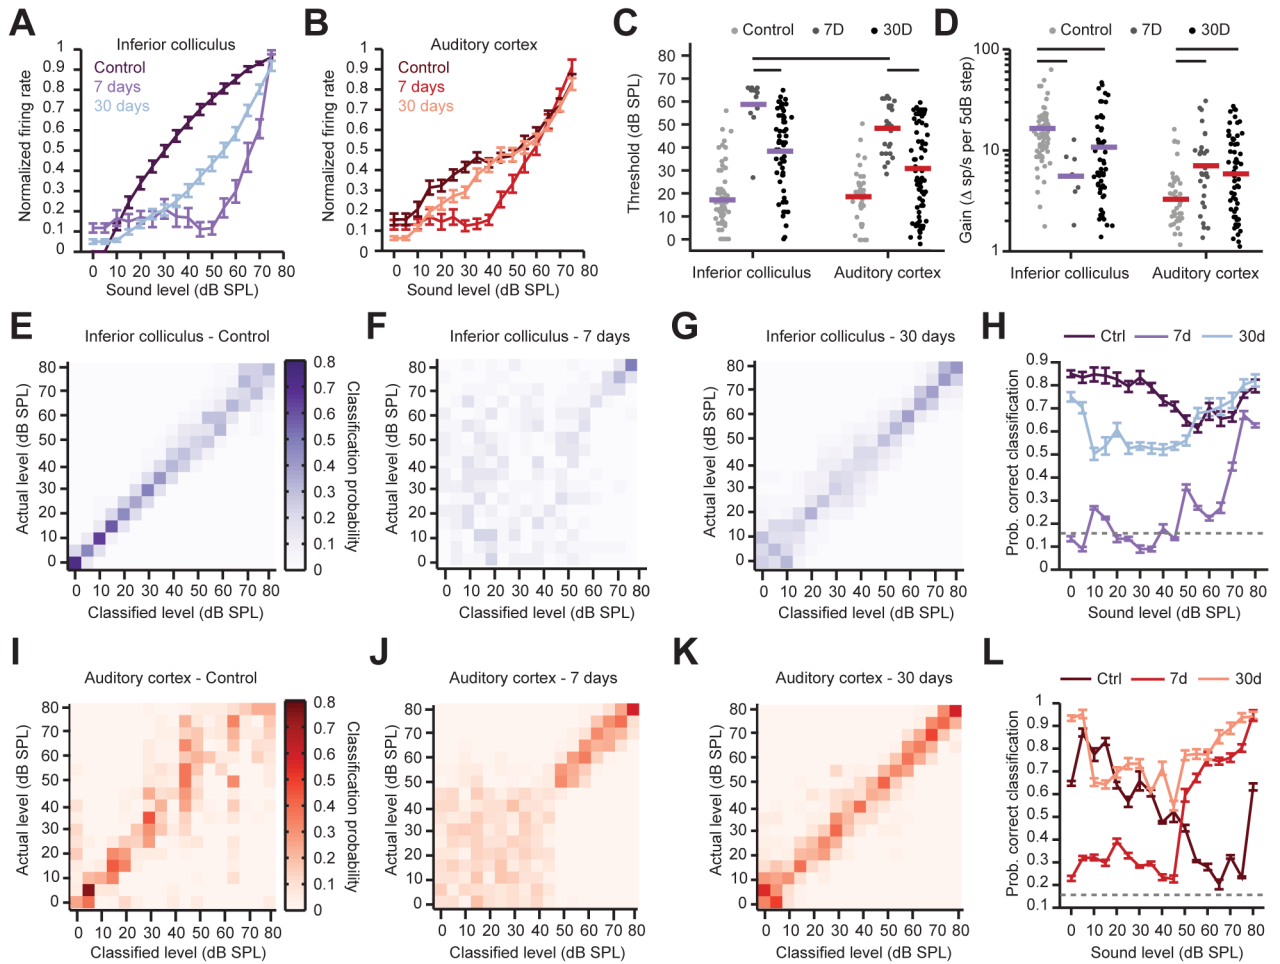 A
Inferior colliculus
Control
7 days
30 days
Normalized firing rate
1
0.9
0.8
0.7
0.6
0.5
0.4
0.3
0.2
0.1
0
0 10 20 30 40 50 60 70 80
Sound level (dB SPL)
B
Auditory cortex
Control
7 days
30 days
Normalized firing rate
1
0.9
0.8
0.7
0.6
0.5
0.4
0.3
0.2
0.1
0
0 10 20 30 40 50 60 70 80
Sound level (dB SPL)
C
Control 7D 30D
Threshold (dB SPL)
80
70
60
50
40
30
20
10
0
Inferior colliculus Auditory cortex
D
Control 7D 30D
Gain (Δ sp/s per 5dB step)
100
10
1
Inferior colliculus Auditory cortex
E
Inferior colliculus - Control
Actual level (dB SPL)
80
70
60
50
40
30
20
10
0
0 10 20 30 40 50 60 70 80
Classified level (dB SPL)
0.8
0.7
0.6
0.5
0.4
0.3
0.2
0.1
0
Classification probability
F
Inferior colliculus - 7 days
Actual level (dB SPL)
80
70
60
50
40
30
20
10
0
0 10 20 30 40 50 60 70 80
Classified level (dB SPL)
G
Inferior colliculus - 30 days
Actual level (dB SPL)
80
70
60
50
40
30
20
10
0
0 10 20 30 40 50 60 70 80
Classified level (dB SPL)
H
Ctrl 7d 30d
Prob. correct classification
0.9
0.8
0.7
0.6
0.5
0.4
0.3
0.2
0.1
0
0 10 20 30 40 50 60 70 80
Sound level (dB SPL)
I
Auditory cortex - Control
Actual level (dB SPL)
80
70
60
50
40
30
20
10
0
0 10 20 30 40 50 60 70 80
Classified level (dB SPL)
0.8
0.7
0.6
0.5
0.4
0.3
0.2
0.1
0
Classification probability
J
Auditory cortex - 7 days
Actual level (dB SPL)
80
70
60
50
40
30
20
10
0
0 10 20 30 40 50 60 70 80
Classified level (dB SPL)
K
Auditory cortex - 30 days
Actual level (dB SPL)
80
70
60
50
40
30
20
10
0
0 10 20 30 40 50 60 70 80
Classified level (dB SPL)
L
Ctrl 7d 30d
Prob. correct classification
1
0.9
0.8
0.7
0.6
0.5
0.4
0.3
0.2
0.1
0 10 20 30 40 50 60 70 80
Sound level (dB SPL)